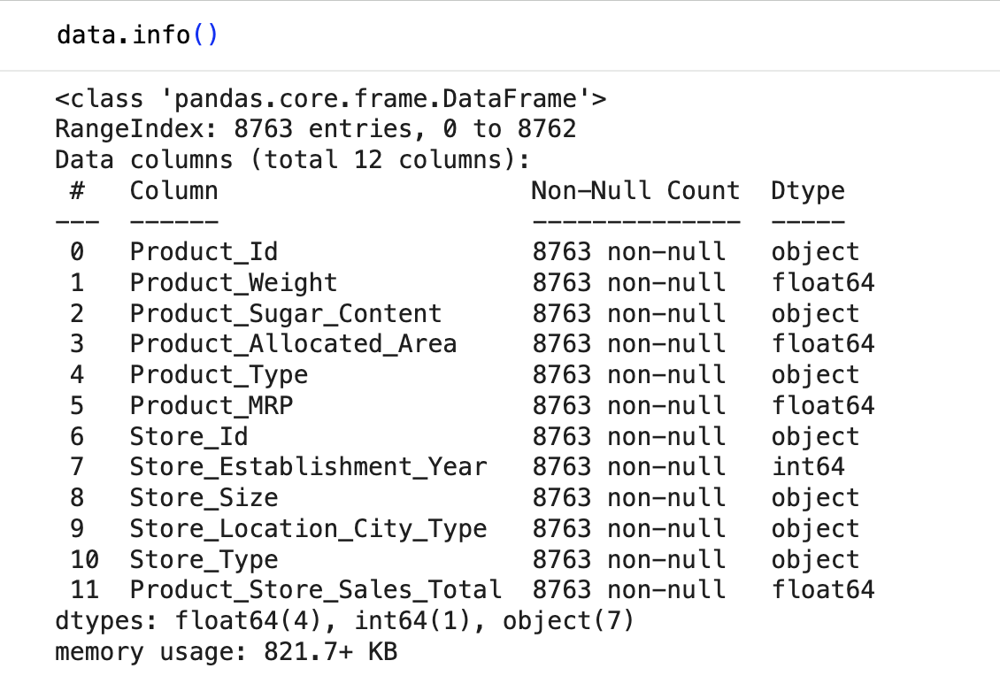 data.info()
<class 'pandas.core.frame.DataFrame'>
RangeIndex: 8763 entries, 0 to 8762
Data columns (total 12 columns):
 #   Column                     Non-Null Count  Dtype
---  ------                     --------------  -----
 0   Product_Id                 8763 non-null   object
 1   Product_Weight             8763 non-null   float64
 2   Product_Sugar_Content      8763 non-null   object
 3   Product_Allocated_Area     8763 non-null   float64
 4   Product_Type               8763 non-null   object
 5   Product_MRP                8763 non-null   float64
 6   Store_Id                   8763 non-null   object
 7   Store_Establishment_Year   8763 non-null   int64
 8   Store_Size                 8763 non-null   object
 9   Store_Location_City_Type   8763 non-null   object
 10  Store_Type                 8763 non-null   object
 11  Product_Store_Sales_Total  8763 non-null   float64
dtypes: float64(4), int64(1), object(7)
memory usage: 821.7+ KB